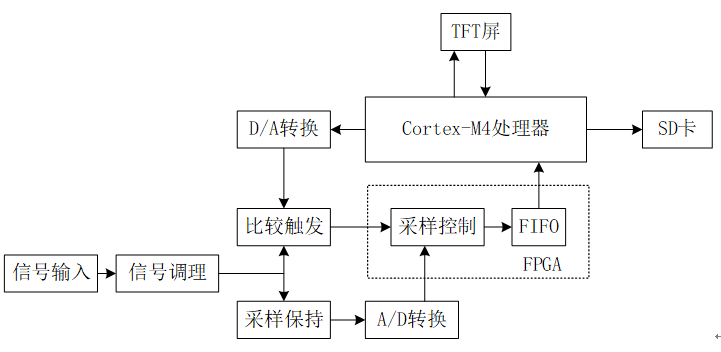 TFT屏
D/A转换
Cortex-M4处理器
SD卡
比较触发
采样控制
FIFO
FPGA
信号输入
信号调理
采样保持
A/D转换